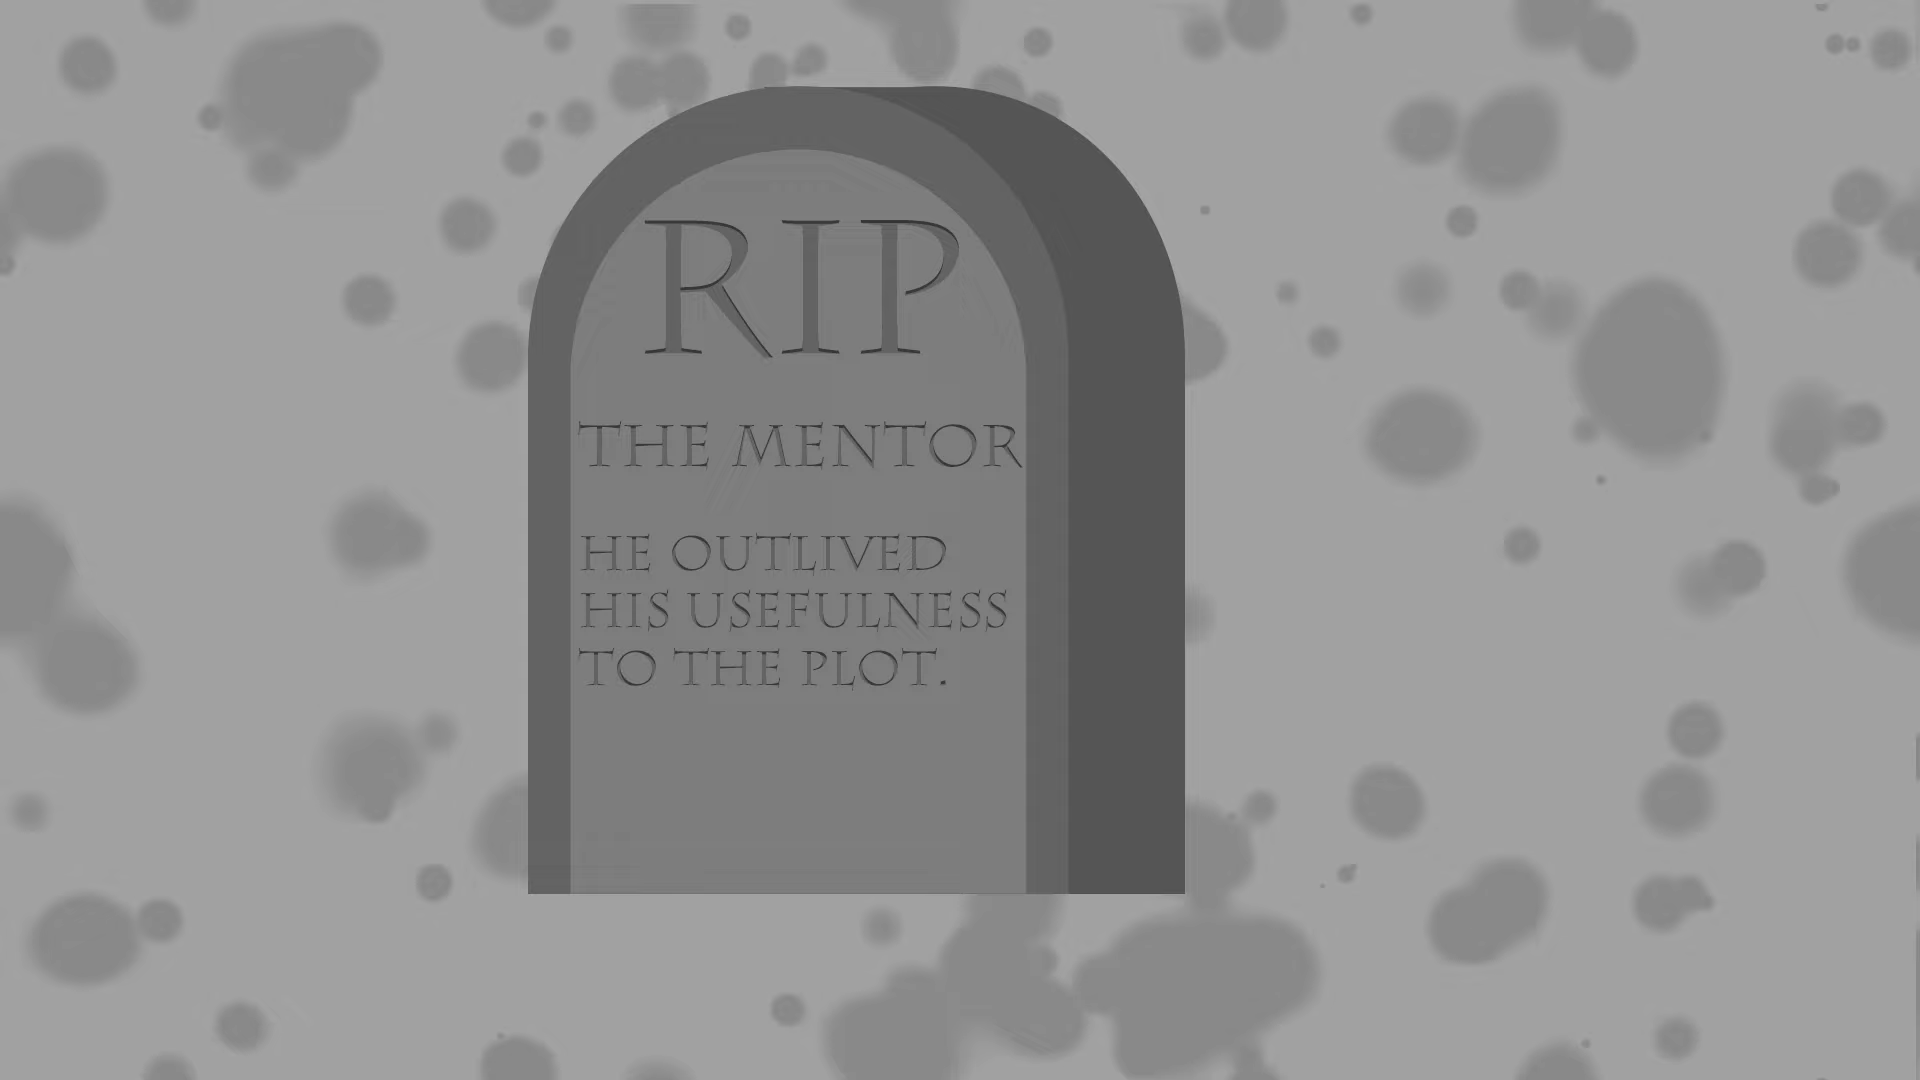 RIP
THE MENTOR
HE OUTLIVED
HIS USEFULNESS
TO THE PLOT.